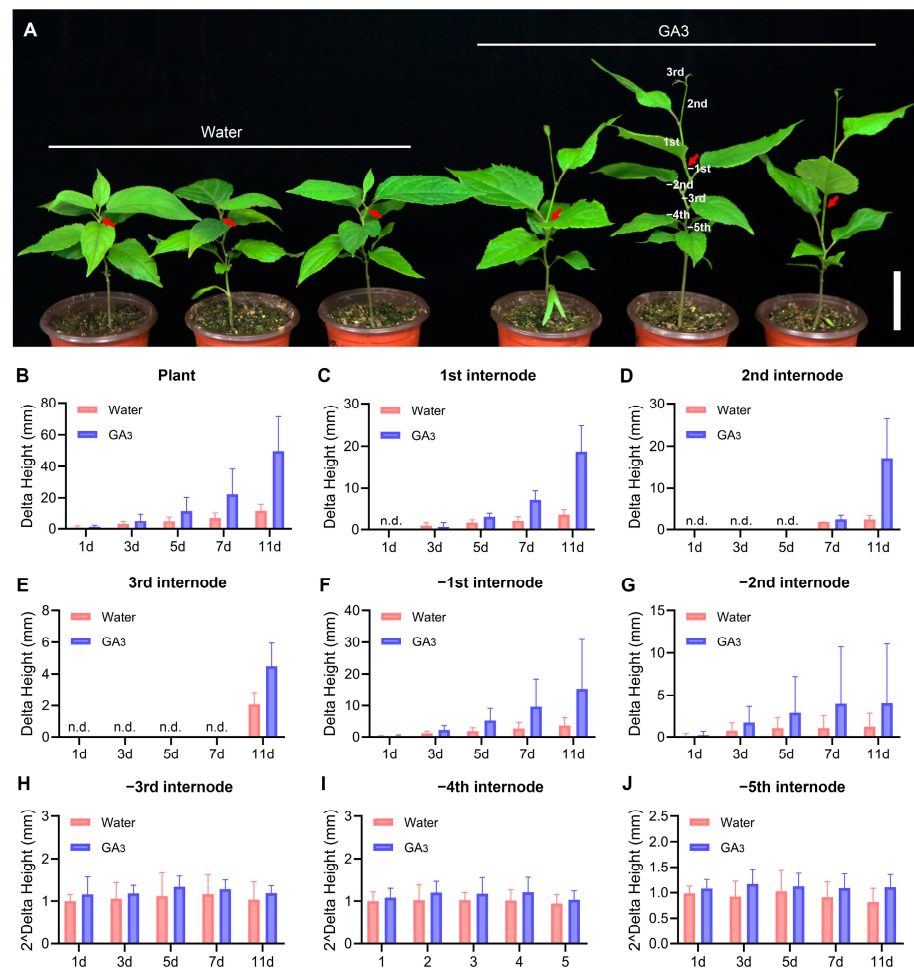 A
Water
GA3
3rd
2nd
1st
−1st
−2nd
−3rd
−4th
−5th
B
Plant
Delta Height (mm)
80
60
40
20
0
Water
GA3
1d 3d 5d 7d 11d
C
1st internode
Delta Height (mm)
30
20
10
0
Water
GA3
n.d.
1d 3d 5d 7d 11d
D
2nd internode
Delta Height (mm)
30
20
10
0
Water
GA3
n.d. n.d. n.d.
1d 3d 5d 7d 11d
E
3rd internode
Delta Height (mm)
8
6
4
2
0
Water
GA3
n.d. n.d. n.d. n.d.
1d 3d 5d 7d 11d
F
−1st internode
Delta Height (mm)
40
30
20
10
0
Water
GA3
1d 3d 5d 7d 11d
G
−2nd internode
Delta Height (mm)
15
10
5
0
Water
GA3
1d 3d 5d 7d 11d
H
−3rd internode
2^Delta Height (mm)
3
2
1
0
Water
GA3
1d 3d 5d 7d 11d
I
−4th internode
2^Delta Height (mm)
3
2
1
0
Water
GA3
1 2 3 4 5
J
−5th internode
2^Delta Height (mm)
2.5
2.0
1.5
1.0
0.5
0.0
Water
GA3
1d 3d 5d 7d 11d